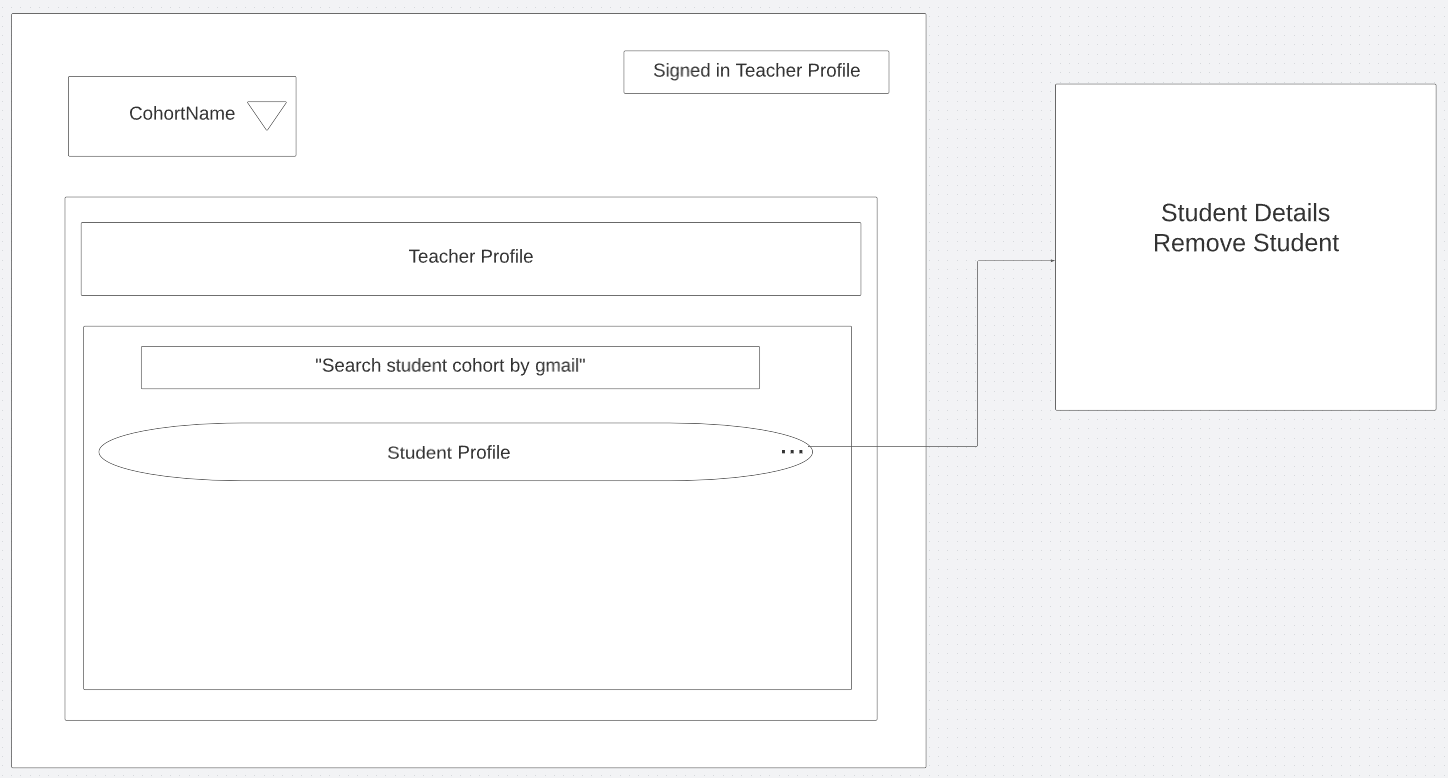 Signed in Teacher Profile
CohortName
Teacher Profile
"Search student cohort by gmail"
Student Profile ...
Student Details
Remove Student